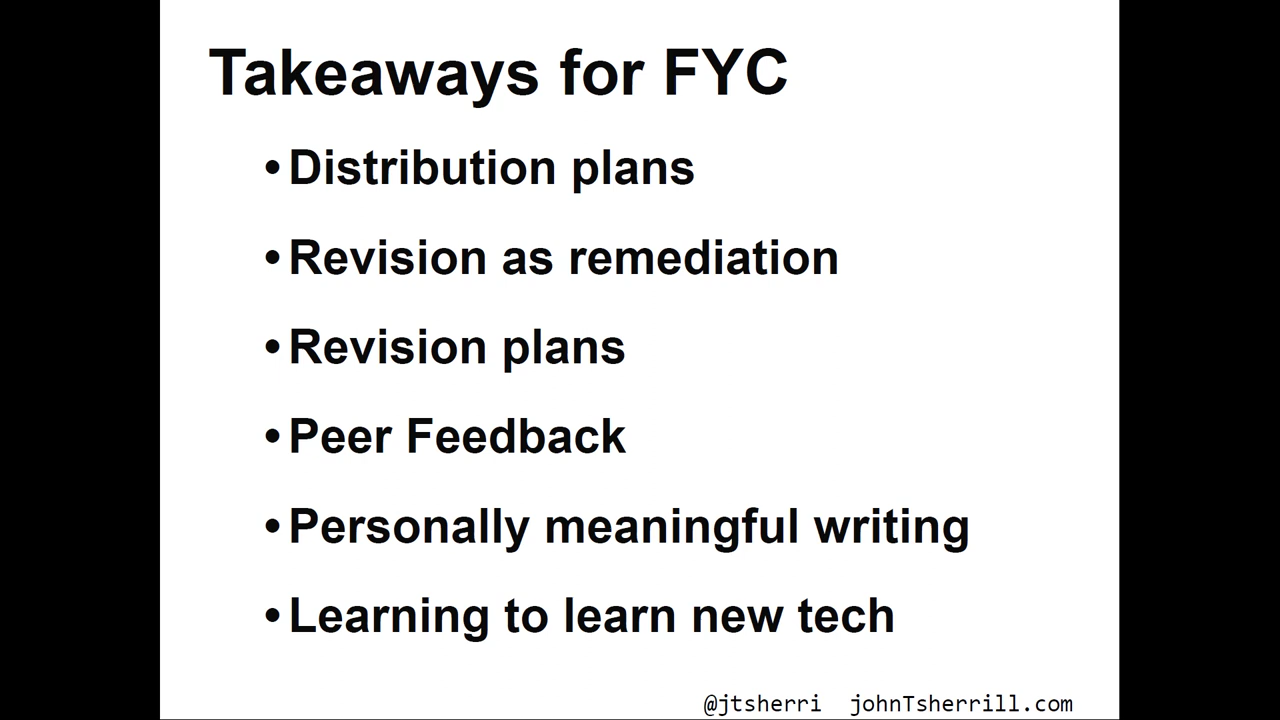 Takeaways for FYC
• Distribution plans
• Revision as remediation
• Revision plans
• Peer Feedback
• Personally meaningful writing
• Learning to learn new tech
@jtsherri johnTsherrill.com